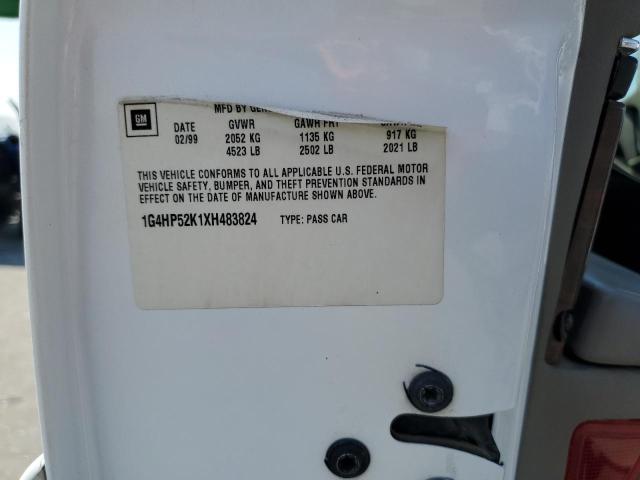 GM
MFD BY
DATE GVWR GAWR FRT
02/99 2052 KG 1135 KG 917 KG
4523 LB 2502 LB 2021 LB
THIS VEHICLE CONFORMS TO ALL APPLICABLE U.S. FEDERAL MOTOR
VEHICLE SAFETY, BUMPER, AND THEFT PREVENTION STANDARDS IN
EFFECT ON THE DATE OF MANUFACTURE SHOWN ABOVE.
1G4HP52K1XH483824 TYPE: PASS CAR